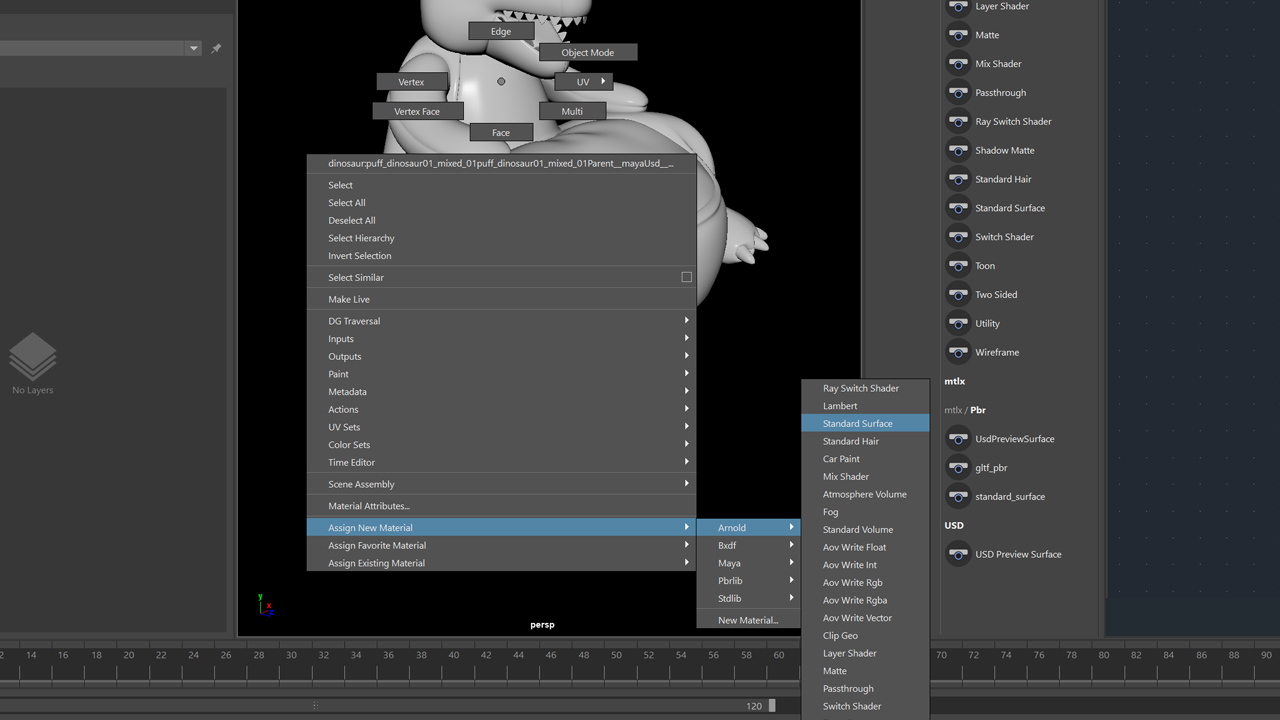 Layer Shader
Matte
Mix Shader
Passthrough
Ray Switch Shader
Shadow Matte
Standard Hair
Standard Surface
Switch Shader
Toon
Two Sided
Utility
Wireframe
mtlx
mtlx / Pbr
UsdPreviewSurface
gltf_pbr
standard_surface
USD
USD Preview Surface
Edge
Object Mode
Vertex
UV
Vertex Face
Multi
Face
dinosaur:puff_dinosaur01_mixed_01puff_dinosaur01_mixed_01Parent__mayaUsd__...
Select
Select All
Deselect All
Select Hierarchy
Invert Selection
Select Similar
Make Live
DG Traversal
Inputs
Outputs
Paint
Metadata
Actions
UV Sets
Color Sets
Time Editor
Scene Assembly
Material Attributes...
Assign New Material
Assign Favorite Material
Assign Existing Material
Arnold
Bxdf
Maya
Pbrlib
Stdlib
New Material...
Ray Switch Shader
Lambert
Standard Surface
Standard Hair
Car Paint
Mix Shader
Atmosphere Volume
Fog
Standard Volume
Aov Write Float
Aov Write Int
Aov Write Rgb
Aov Write Rgba
Aov Write Vector
Clip Geo
Layer Shader
Matte
Passthrough
Switch Shader
No Layers
y
x
z
persp
12 14 16 18 20 22 24 26 28 30 32 34 36 38 40 42 44 46 48 50 52 54 56 58 60 70 72 74 76 78 80 82 84 86 88 90
120